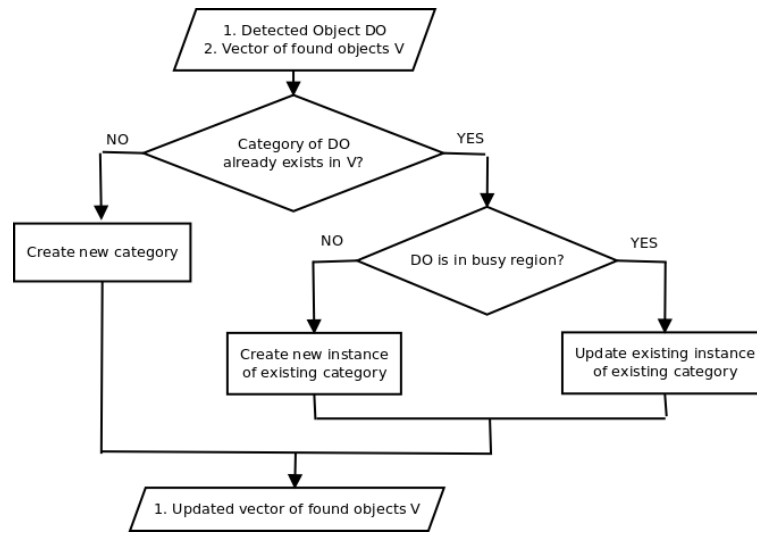 1. Detected Object DO
2. Vector of found objects V
NO
YES
Category of DO
already exists in V?
Create new category
NO
YES
DO is in busy region?
Create new instance
of existing category
Update existing instance
of existing category
1. Updated vector of found objects V